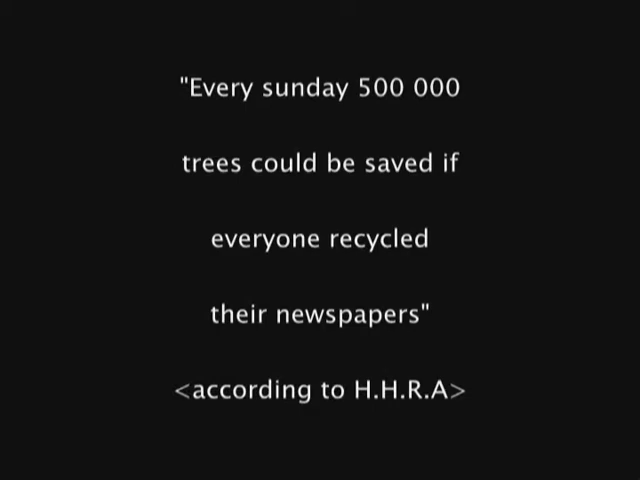 "Every sunday 500 000
trees could be saved if
everyone recycled
their newspapers"
<according to H.H.R.A>